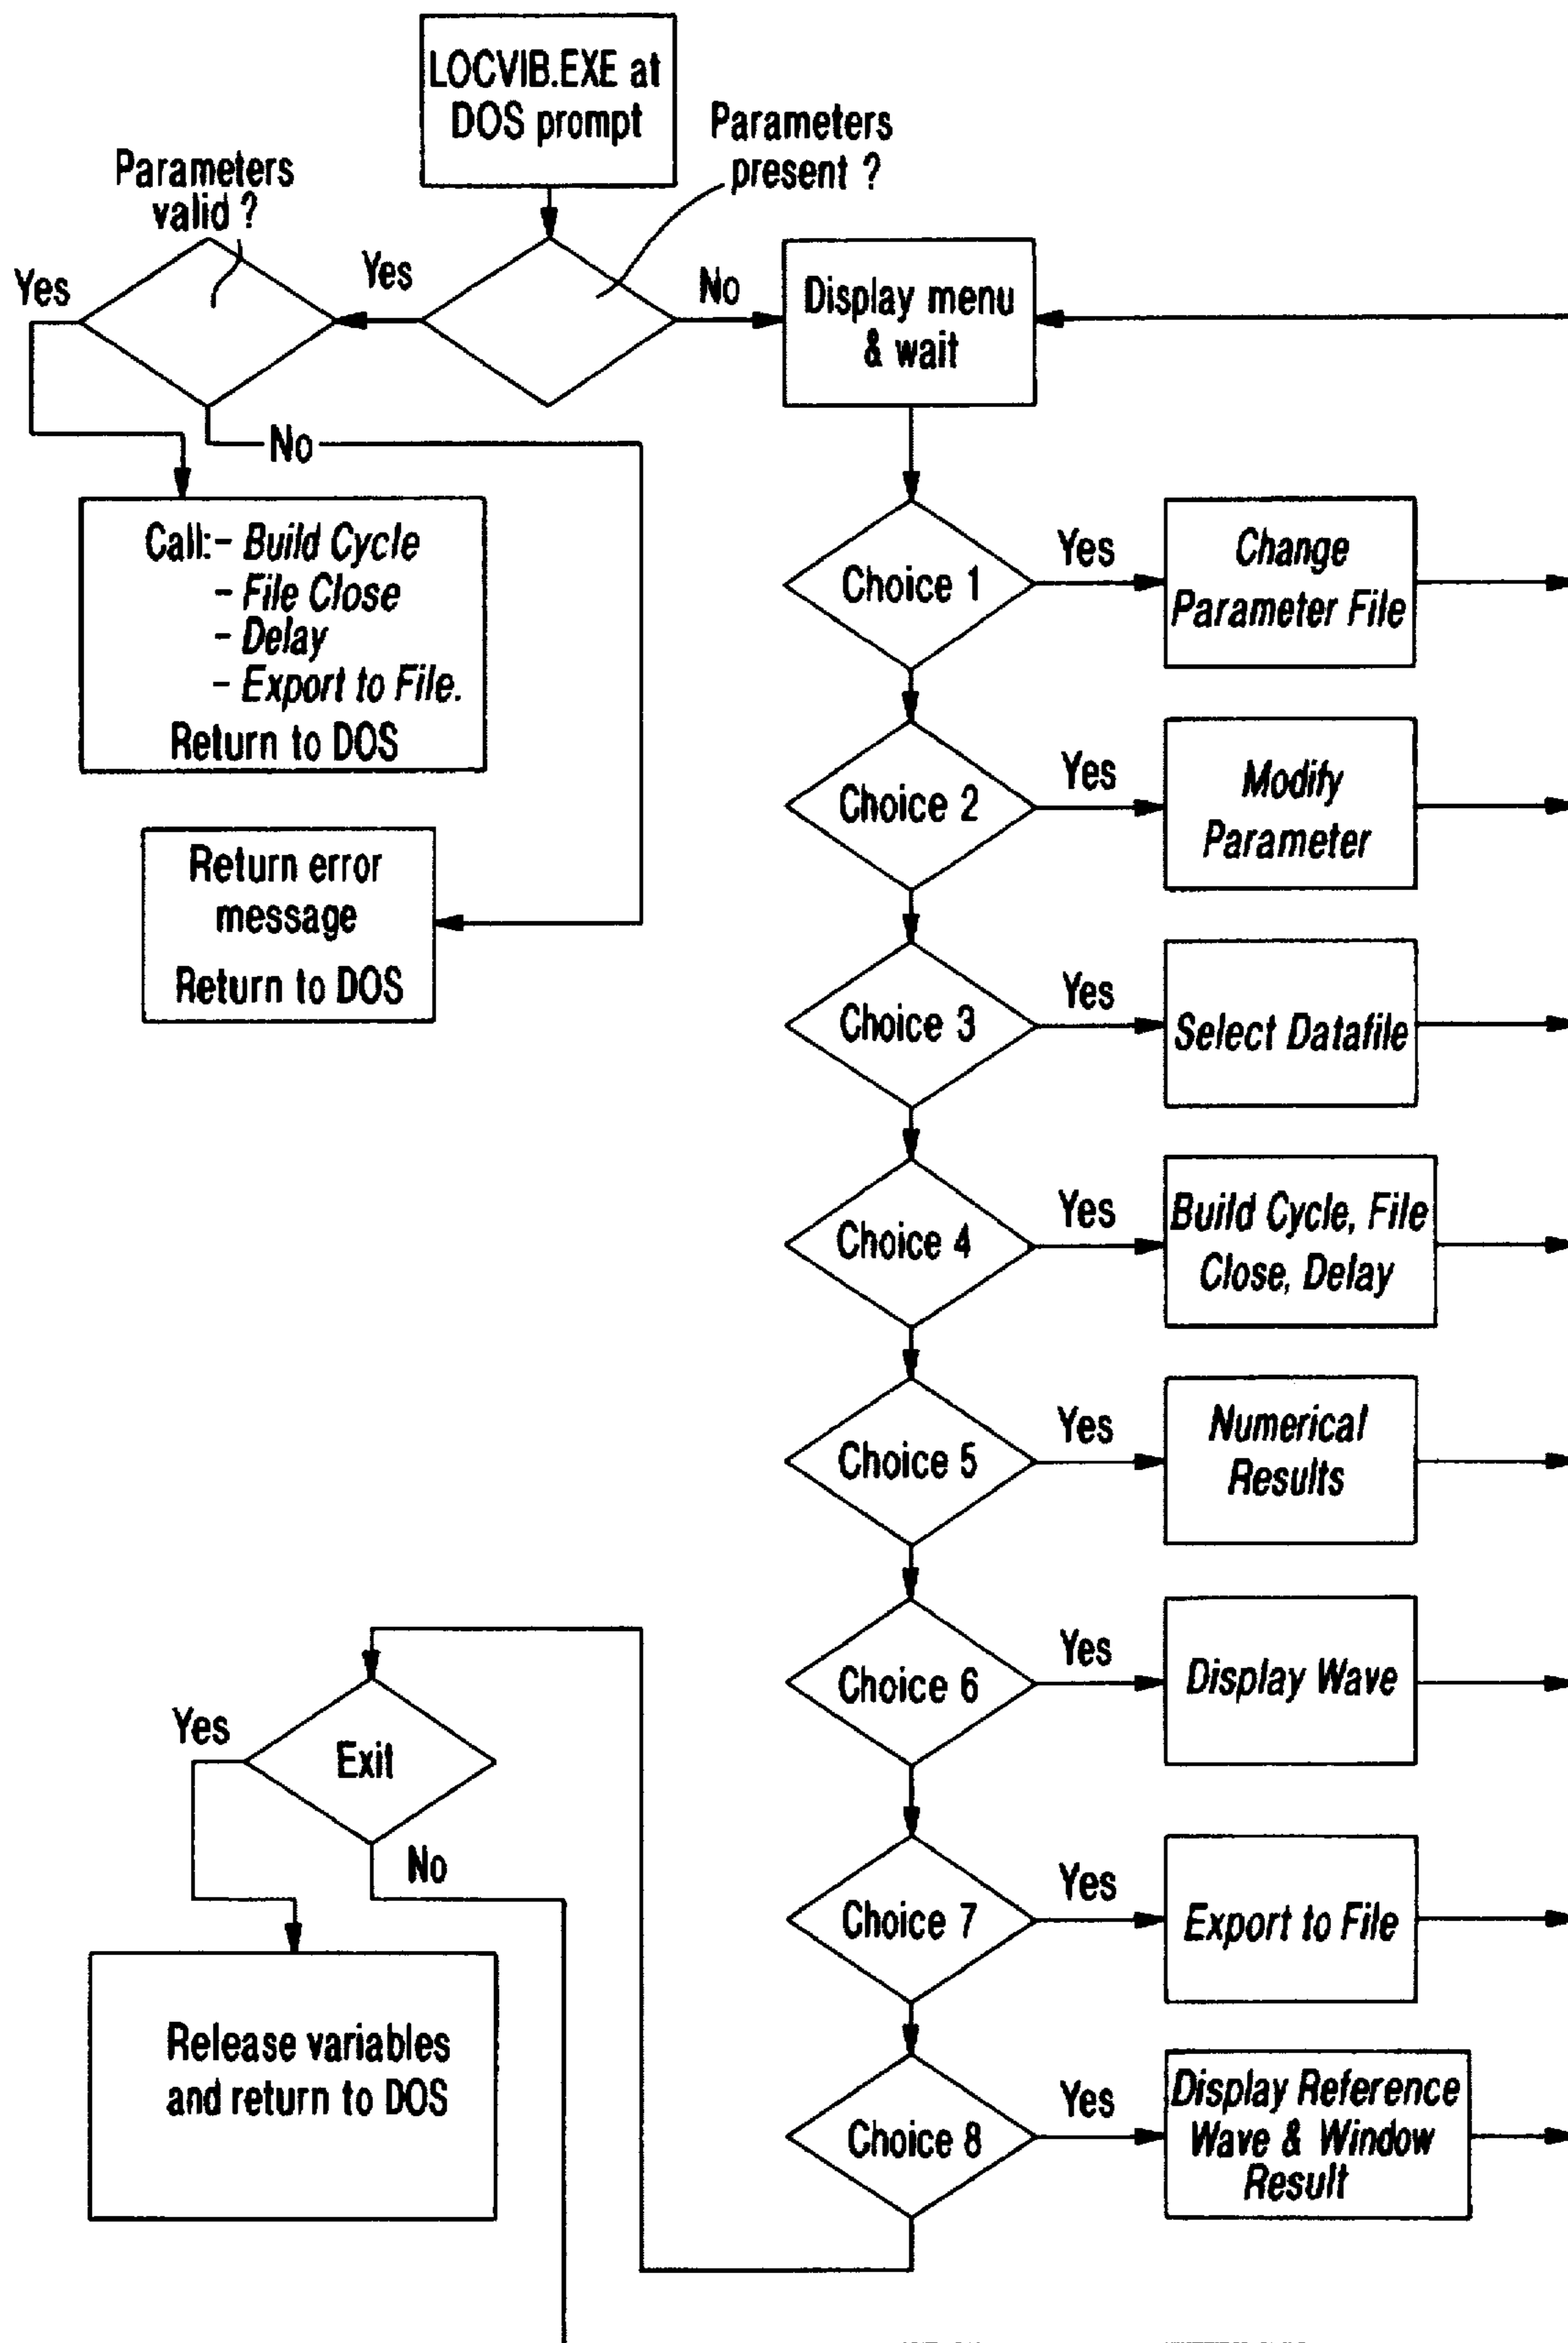 LOCVIB.EXE at
DOS prompt
Parameters
present ?
Parameters
valid ?
Yes
Yes
No
Display menu
& wait
No
Call:- Build Cycle
- File Close
- Delay
- Export to File.
Return to DOS
Return error
message
Return to DOS
Choice 1
Yes
Change
Parameter File
Choice 2
Yes
Modify
Parameter
Choice 3
Yes
Select Datafile
Choice 4
Yes
Build Cycle, File
Close, Delay
Choice 5
Yes
Numerical
Results
Choice 6
Yes
Display Wave
Choice 7
Yes
Export to File
Choice 8
Yes
Display Reference
Wave & Window
Result
Exit
Yes
No
Release variables
and return to DOS